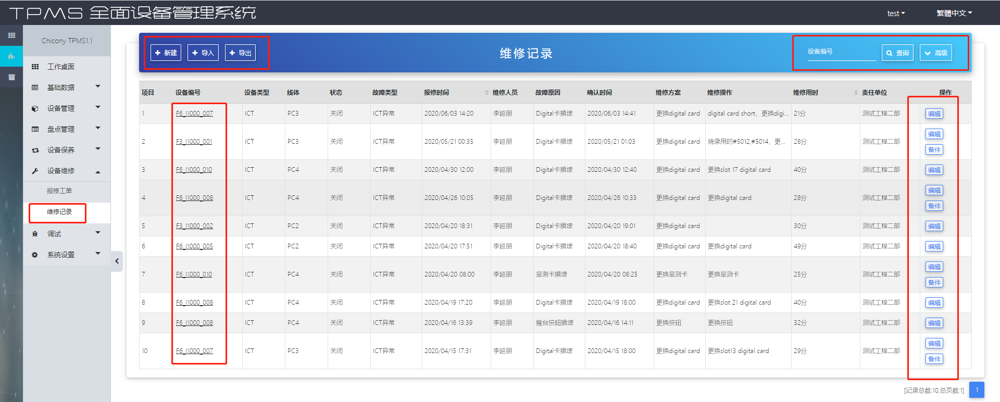 TPMS 全面设备管理系统
test
繁體中文
Chicony TPMS1.1
工作桌面
基础数据
设备管理
盘点管理
设备保养
设备维修
报修工单
维修记录
调试
系统设置
新建 导入 导出
维修记录
设备编号 查询 高级
项目 设备编号 设备类型 线体 状态 故障类型 报修时间 维修人员 故障原因 确认时间 维修方案 维修操作 维修用时 责任单位 操作
1 F6_I1000_007 ICT PC3 关闭 ICT异常 2020/06/03 14:20 李延朋 Digital卡損壞 2020/06/03 14:41 更换digital card digital card short，更换digi... 21分 测试工程二部 编辑
2 F3_I1000_001 ICT PC3 关闭 ICT异常 2020/05/21 00:35 李延朋 Digital卡損壞 2020/05/21 01:03 更换digital card 烧录用的#5012,#5014，更... 28分 测试工程二部 编辑 备件
3 F6_I1000_010 ICT PC4 关闭 ICT异常 2020/04/30 12:00 李延朋 Digital卡損壞 2020/04/30 12:40 更换digital card 更换slot 17 digital card 40分 测试工程二部 编辑
4 F6_I1000_008 ICT PC4 关闭 ICT异常 2020/04/26 10:05 李延朋 Digital卡損壞 2020/04/26 10:33 更换digital card 更换digital card 28分 测试工程二部 编辑 备件
5 F3_I1000_002 ICT PC2 关闭 ICT异常 2020/04/20 18:31 李延朋 Digital卡損壞 2020/04/20 19:01 更换digital card 30分 测试工程二部 编辑
6 F6_I1000_005 ICT PC2 关闭 ICT异常 2020/04/20 17:51 李延朋 Digital卡損壞 2020/04/20 18:40 更换digital card 更换digital card 49分 测试工程二部 编辑
7 F6_I1000_010 ICT PC4 关闭 ICT异常 2020/04/20 08:00 李延朋 量測卡損壞 2020/04/20 08:25 更换量测卡 更换量测卡 25分 测试工程二部 编辑 备件
8 F6_I1000_008 ICT PC4 关闭 ICT异常 2020/04/19 17:20 李延朋 Digital卡損壞 2020/04/19 18:00 更换digital card 更换slot 21 digital card 40分 测试工程二部 编辑
9 F6_I1000_008 ICT PC4 关闭 ICT异常 2020/04/16 13:39 李延朋 機台按鈕損壞 2020/04/16 14:11 更换按钮 更换按钮 32分 测试工程二部 编辑
10 F6_I1000_007 ICT PC3 关闭 ICT异常 2020/04/15 17:31 李延朋 Digital卡損壞 2020/04/15 18:00 更换digital card 更换slot13 digital card 29分 测试工程二部 编辑 备件
[记录总数:10,总页数:1] 1